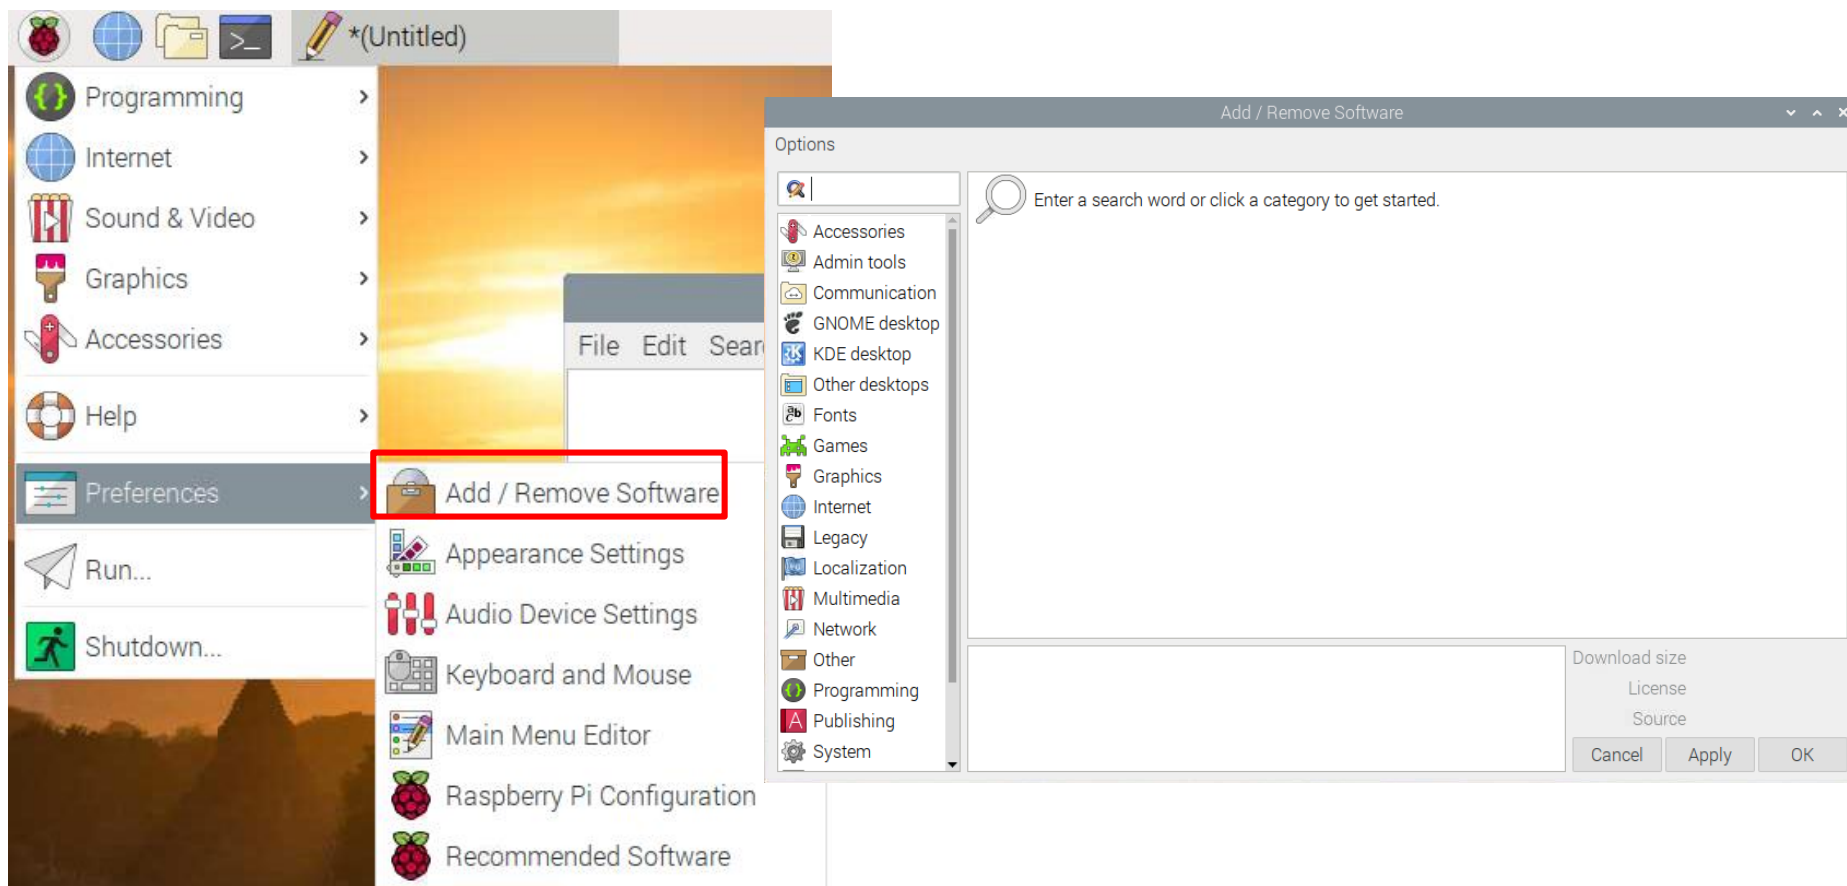 *(Untitled)
Programming
Internet
Sound & Video
Graphics
Accessories
Help
Preferences
Run...
Shutdown...
File Edit
Add / Remove Software
Appearance Settings
Audio Device Settings
Keyboard and Mouse
Main Menu Editor
Raspberry Pi Configuration
Recommended Software
Add / Remove Software
Options
Enter a search word or click a category to get started.
Accessories
Admin tools
Communication
GNOME desktop
KDE desktop
Other desktops
Fonts
Games
Graphics
Internet
Legacy
Localization
Multimedia
Network
Other
Programming
Publishing
System
Download size
License
Source
Cancel Apply OK